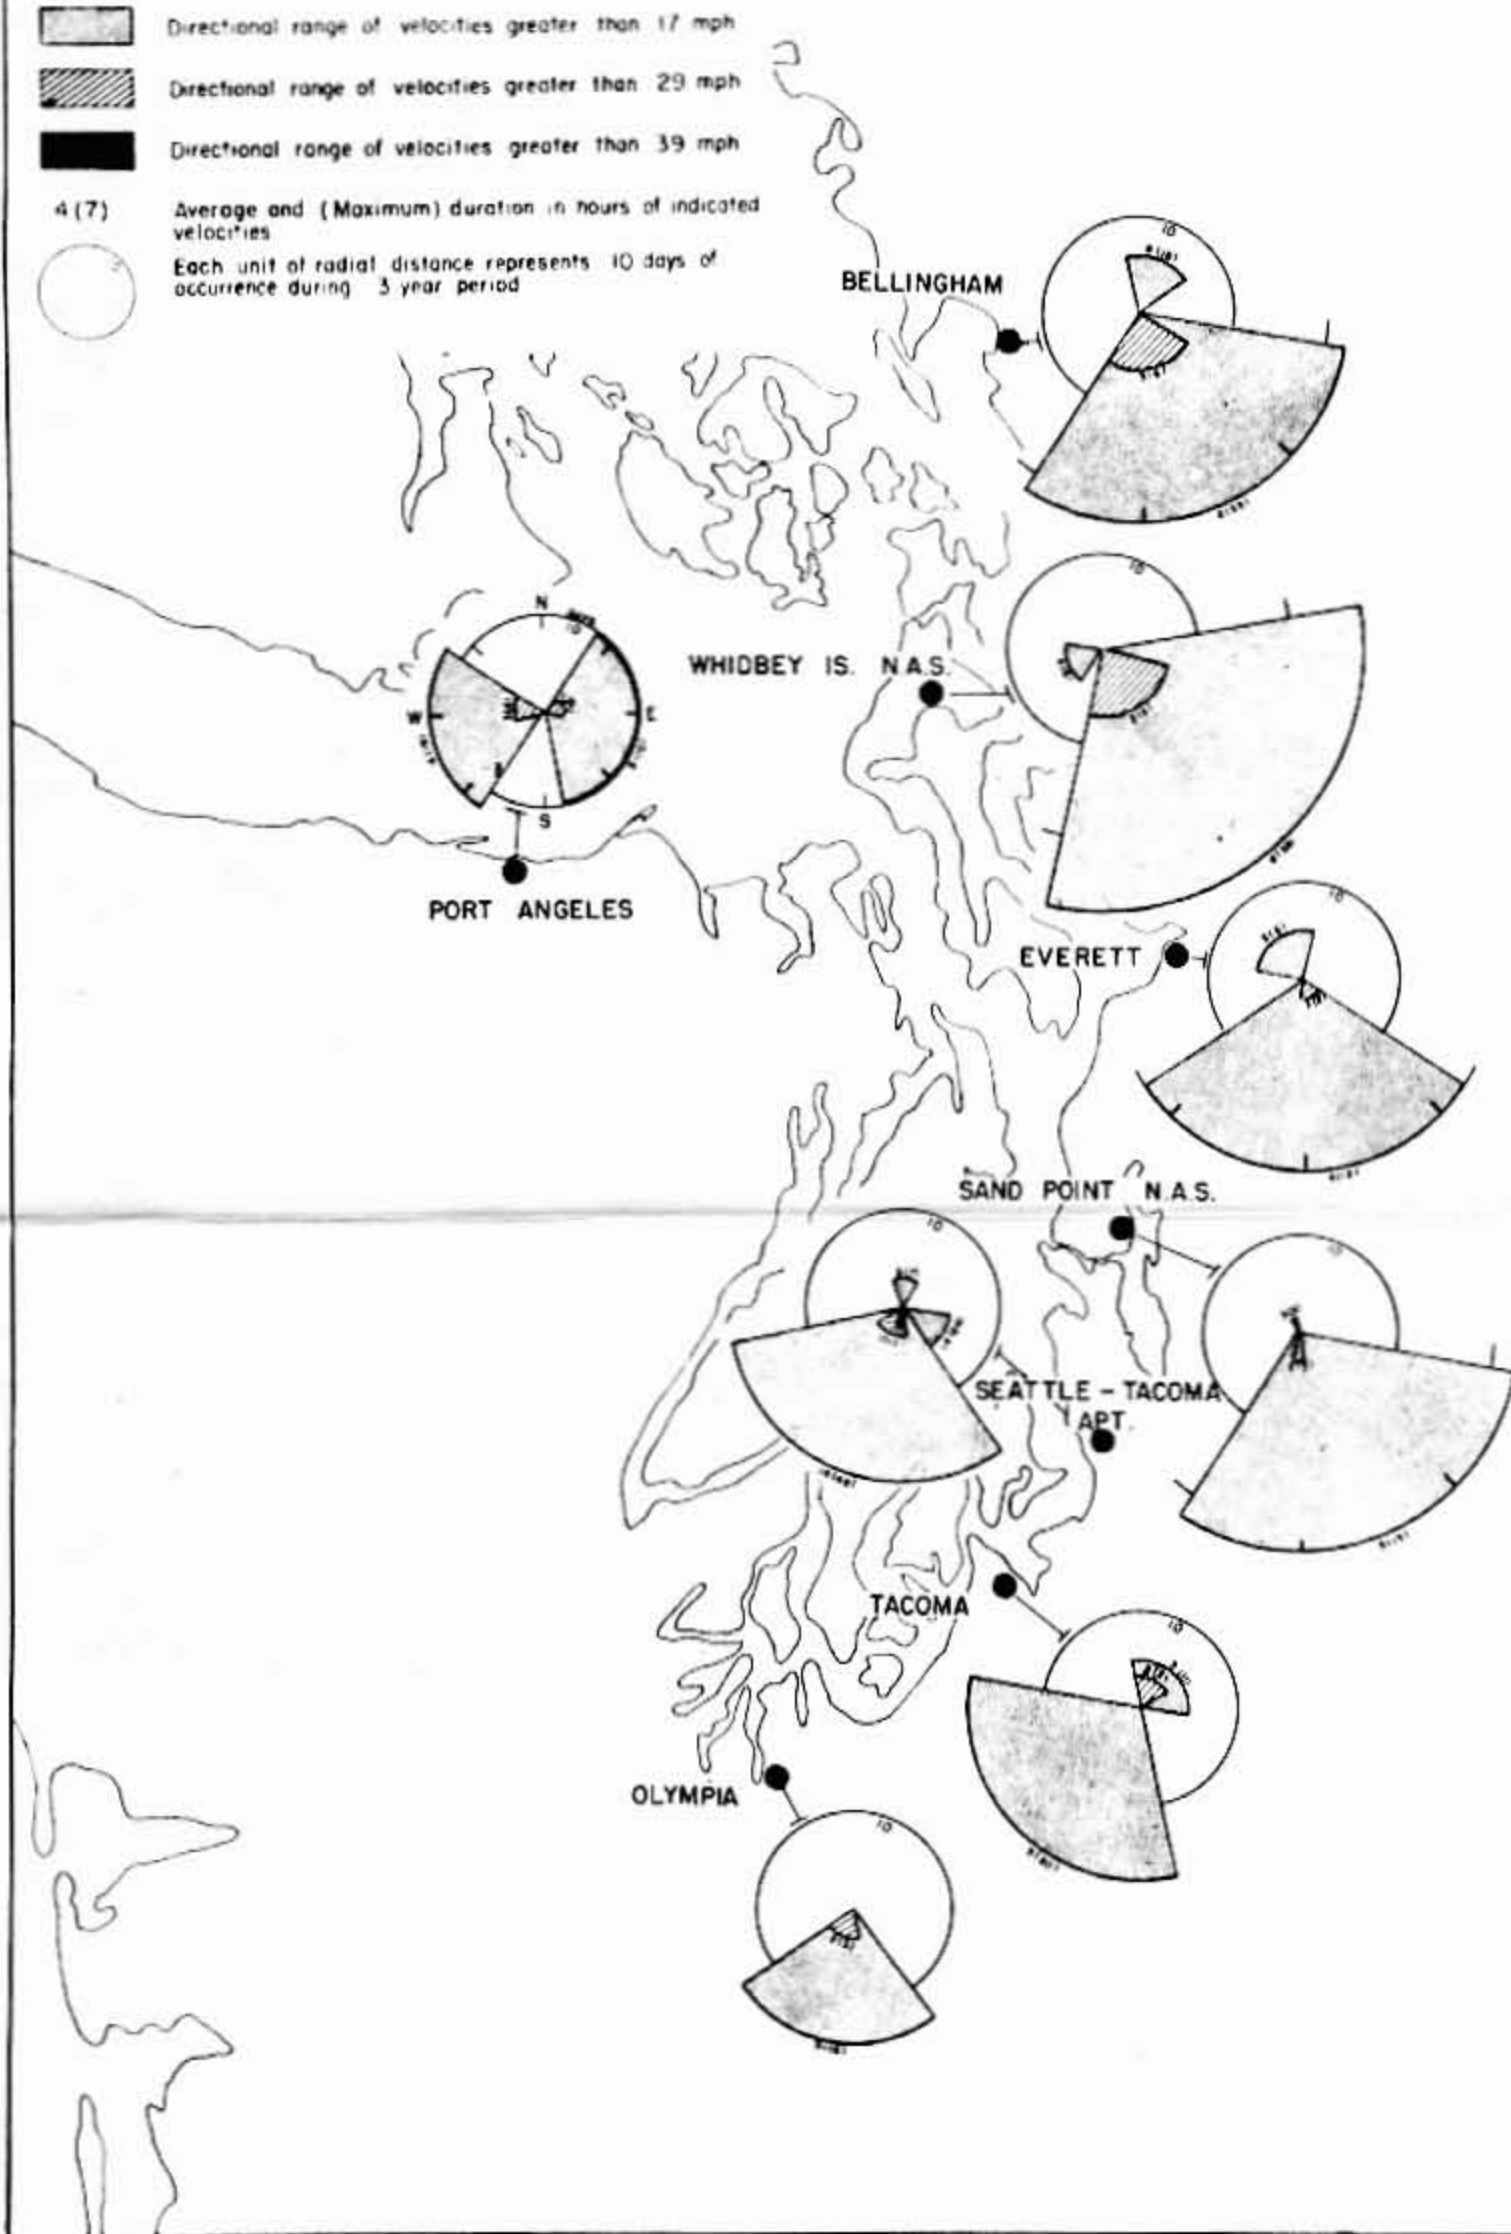 Directional range of velocities greater than 17 mph
Directional range of velocities greater than 29 mph
Directional range of velocities greater than 39 mph
4 (7)
Average and (Maximum) duration in hours of indicated
velocities
Each unit of radial distance represents 10 days of
occurrence during 3 year period
10
BELLINGHAM
10
N
10
WHIDBEY IS. N.A.S.
W
E
S
PORT ANGELES
10
EVERETT
SAND POINT N.A.S.
10
10
SEATTLE - TACOMA
APT.
TACOMA
10
OLYMPIA
10